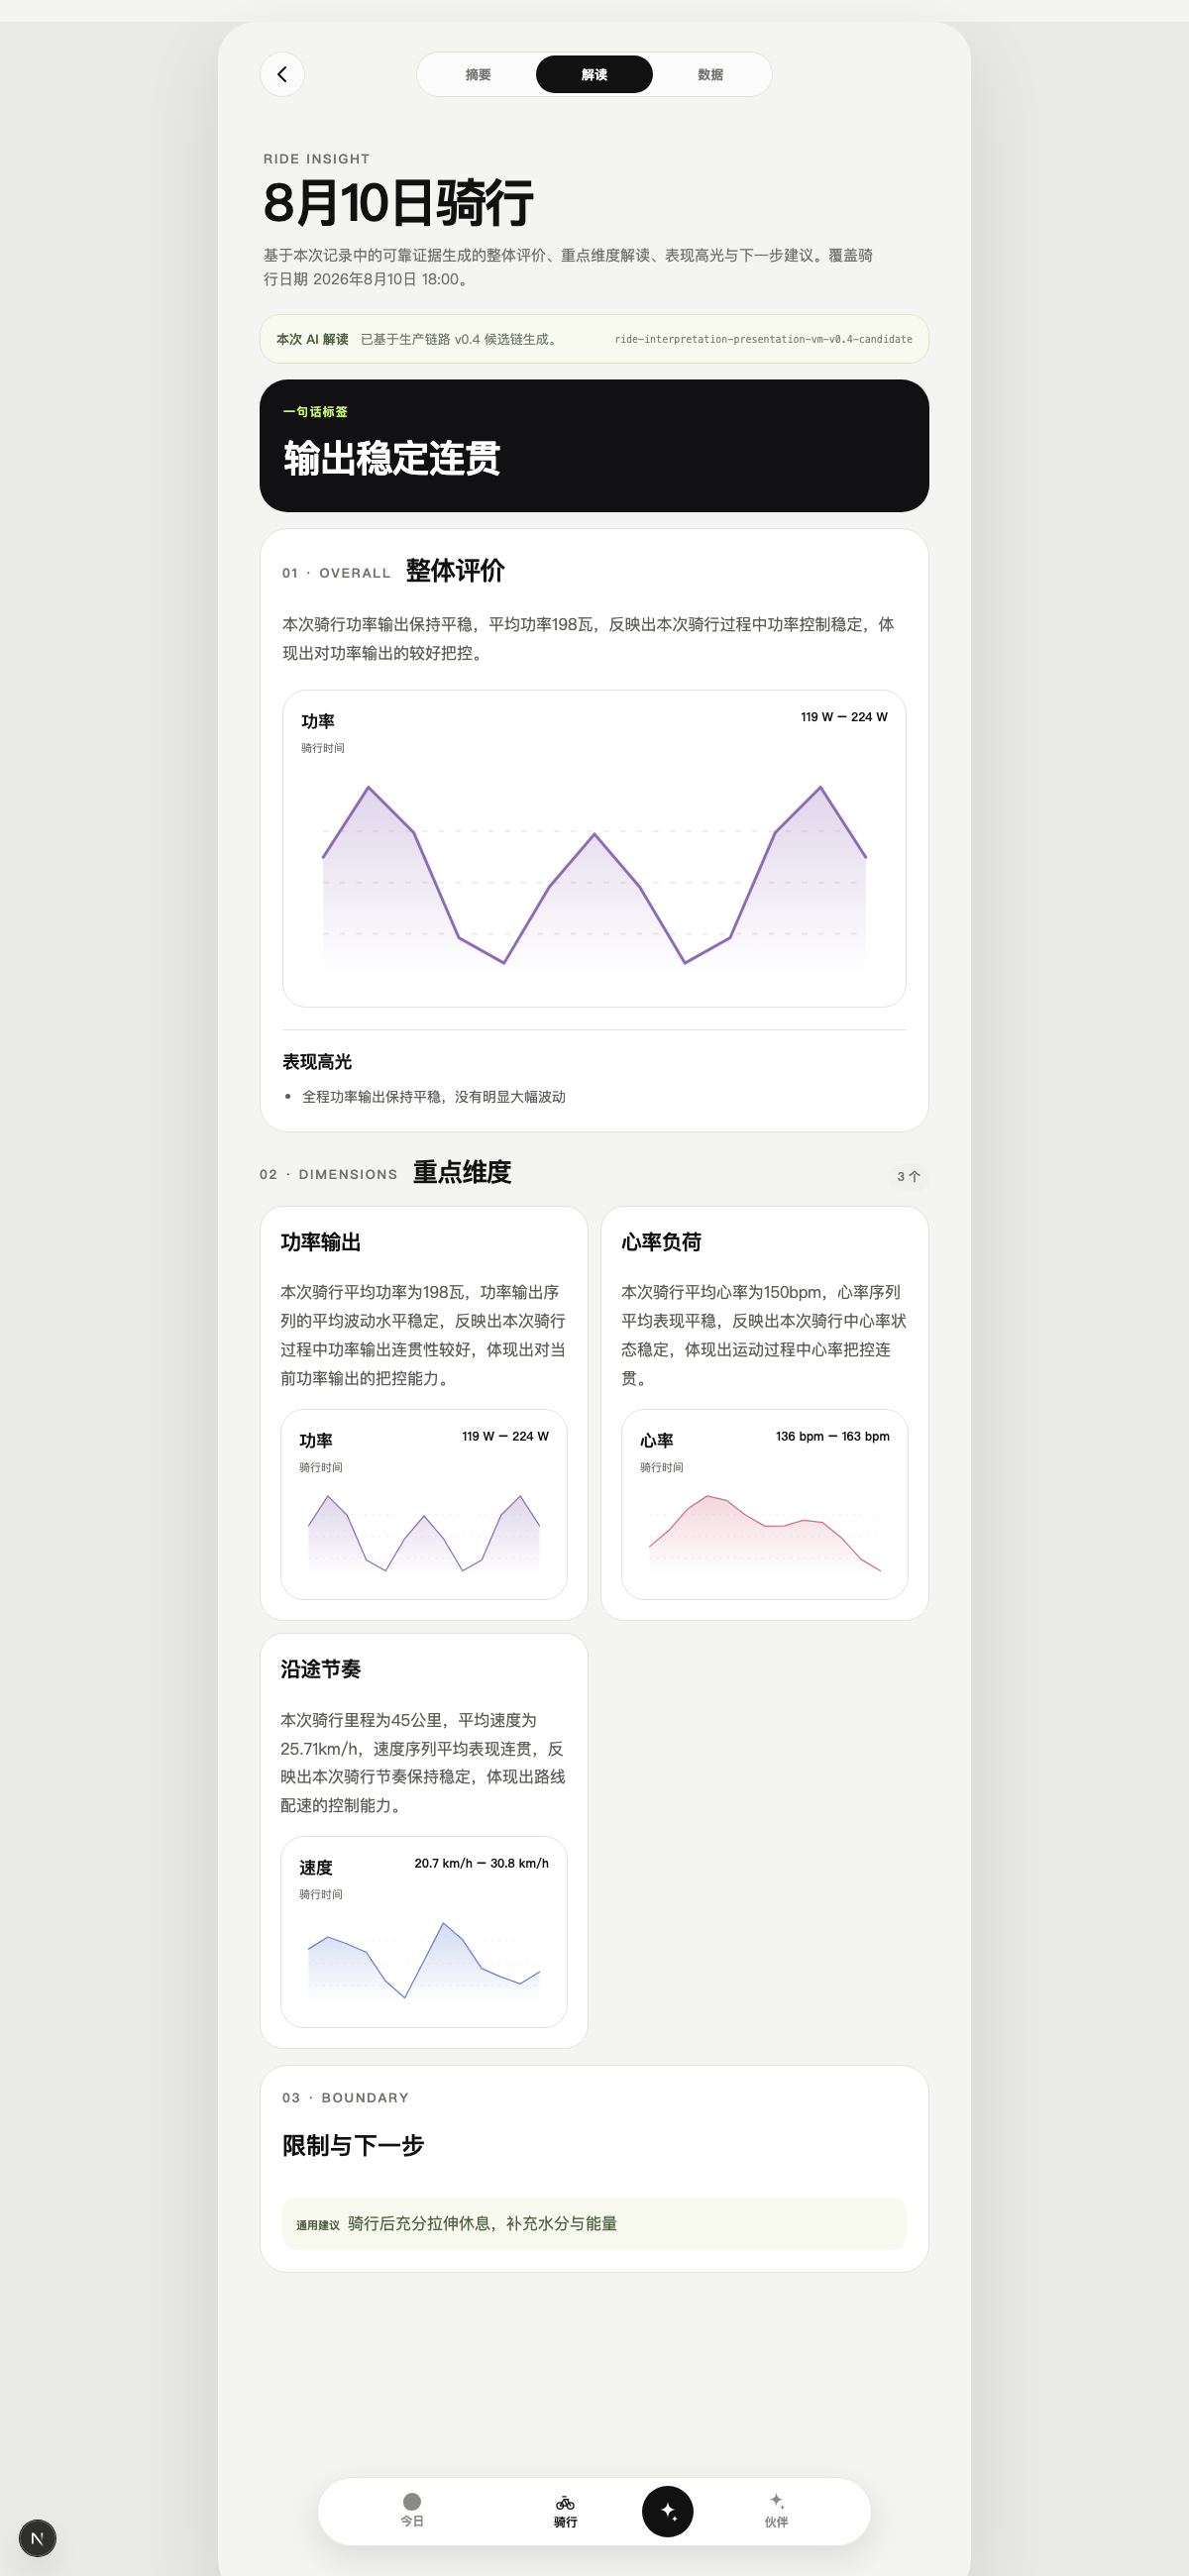 摘要
解读
数据
RIDE INSIGHT
8月10日骑行
基于本次记录中的可靠证据生成的整体评价、重点维度解读、表现高光与下一步建议。覆盖骑
行日期 2026年8月10日 18:00。
本次 AI 解读 已基于生产链路 v0.4 候选链生成。 ride-interpretation-presentation-vm-v0.4-candidate
一句话标签
输出稳定连贯
01 · OVERALL 整体评价
本次骑行功率输出保持平稳，平均功率198瓦，反映出本次骑行过程中功率控制稳定，体
现出对功率输出的较好把控。
功率 119 W — 224 W
骑行时间
表现高光
• 全程功率输出保持平稳，没有明显大幅波动
02 · DIMENSIONS 重点维度 3 个
功率输出
本次骑行平均功率为198瓦，功率输出序
列的平均波动水平稳定，反映出本次骑行
过程中功率输出连贯性较好，体现出对当
前功率输出的把控能力。
功率 119 W — 224 W
骑行时间
心率负荷
本次骑行平均心率为150bpm，心率序列
平均表现平稳，反映出本次骑行中心率状
态稳定，体现出运动过程中心率把控连
贯。
心率 136 bpm — 163 bpm
骑行时间
沿途节奏
本次骑行里程为45公里，平均速度为
25.71km/h，速度序列平均表现连贯，反
映出本次骑行节奏保持稳定，体现出路线
配速的控制能力。
速度 20.7 km/h — 30.8 km/h
骑行时间
03 · BOUNDARY
限制与下一步
通用建议 骑行后充分拉伸休息，补充水分与能量
今日
骑行
伙伴
N